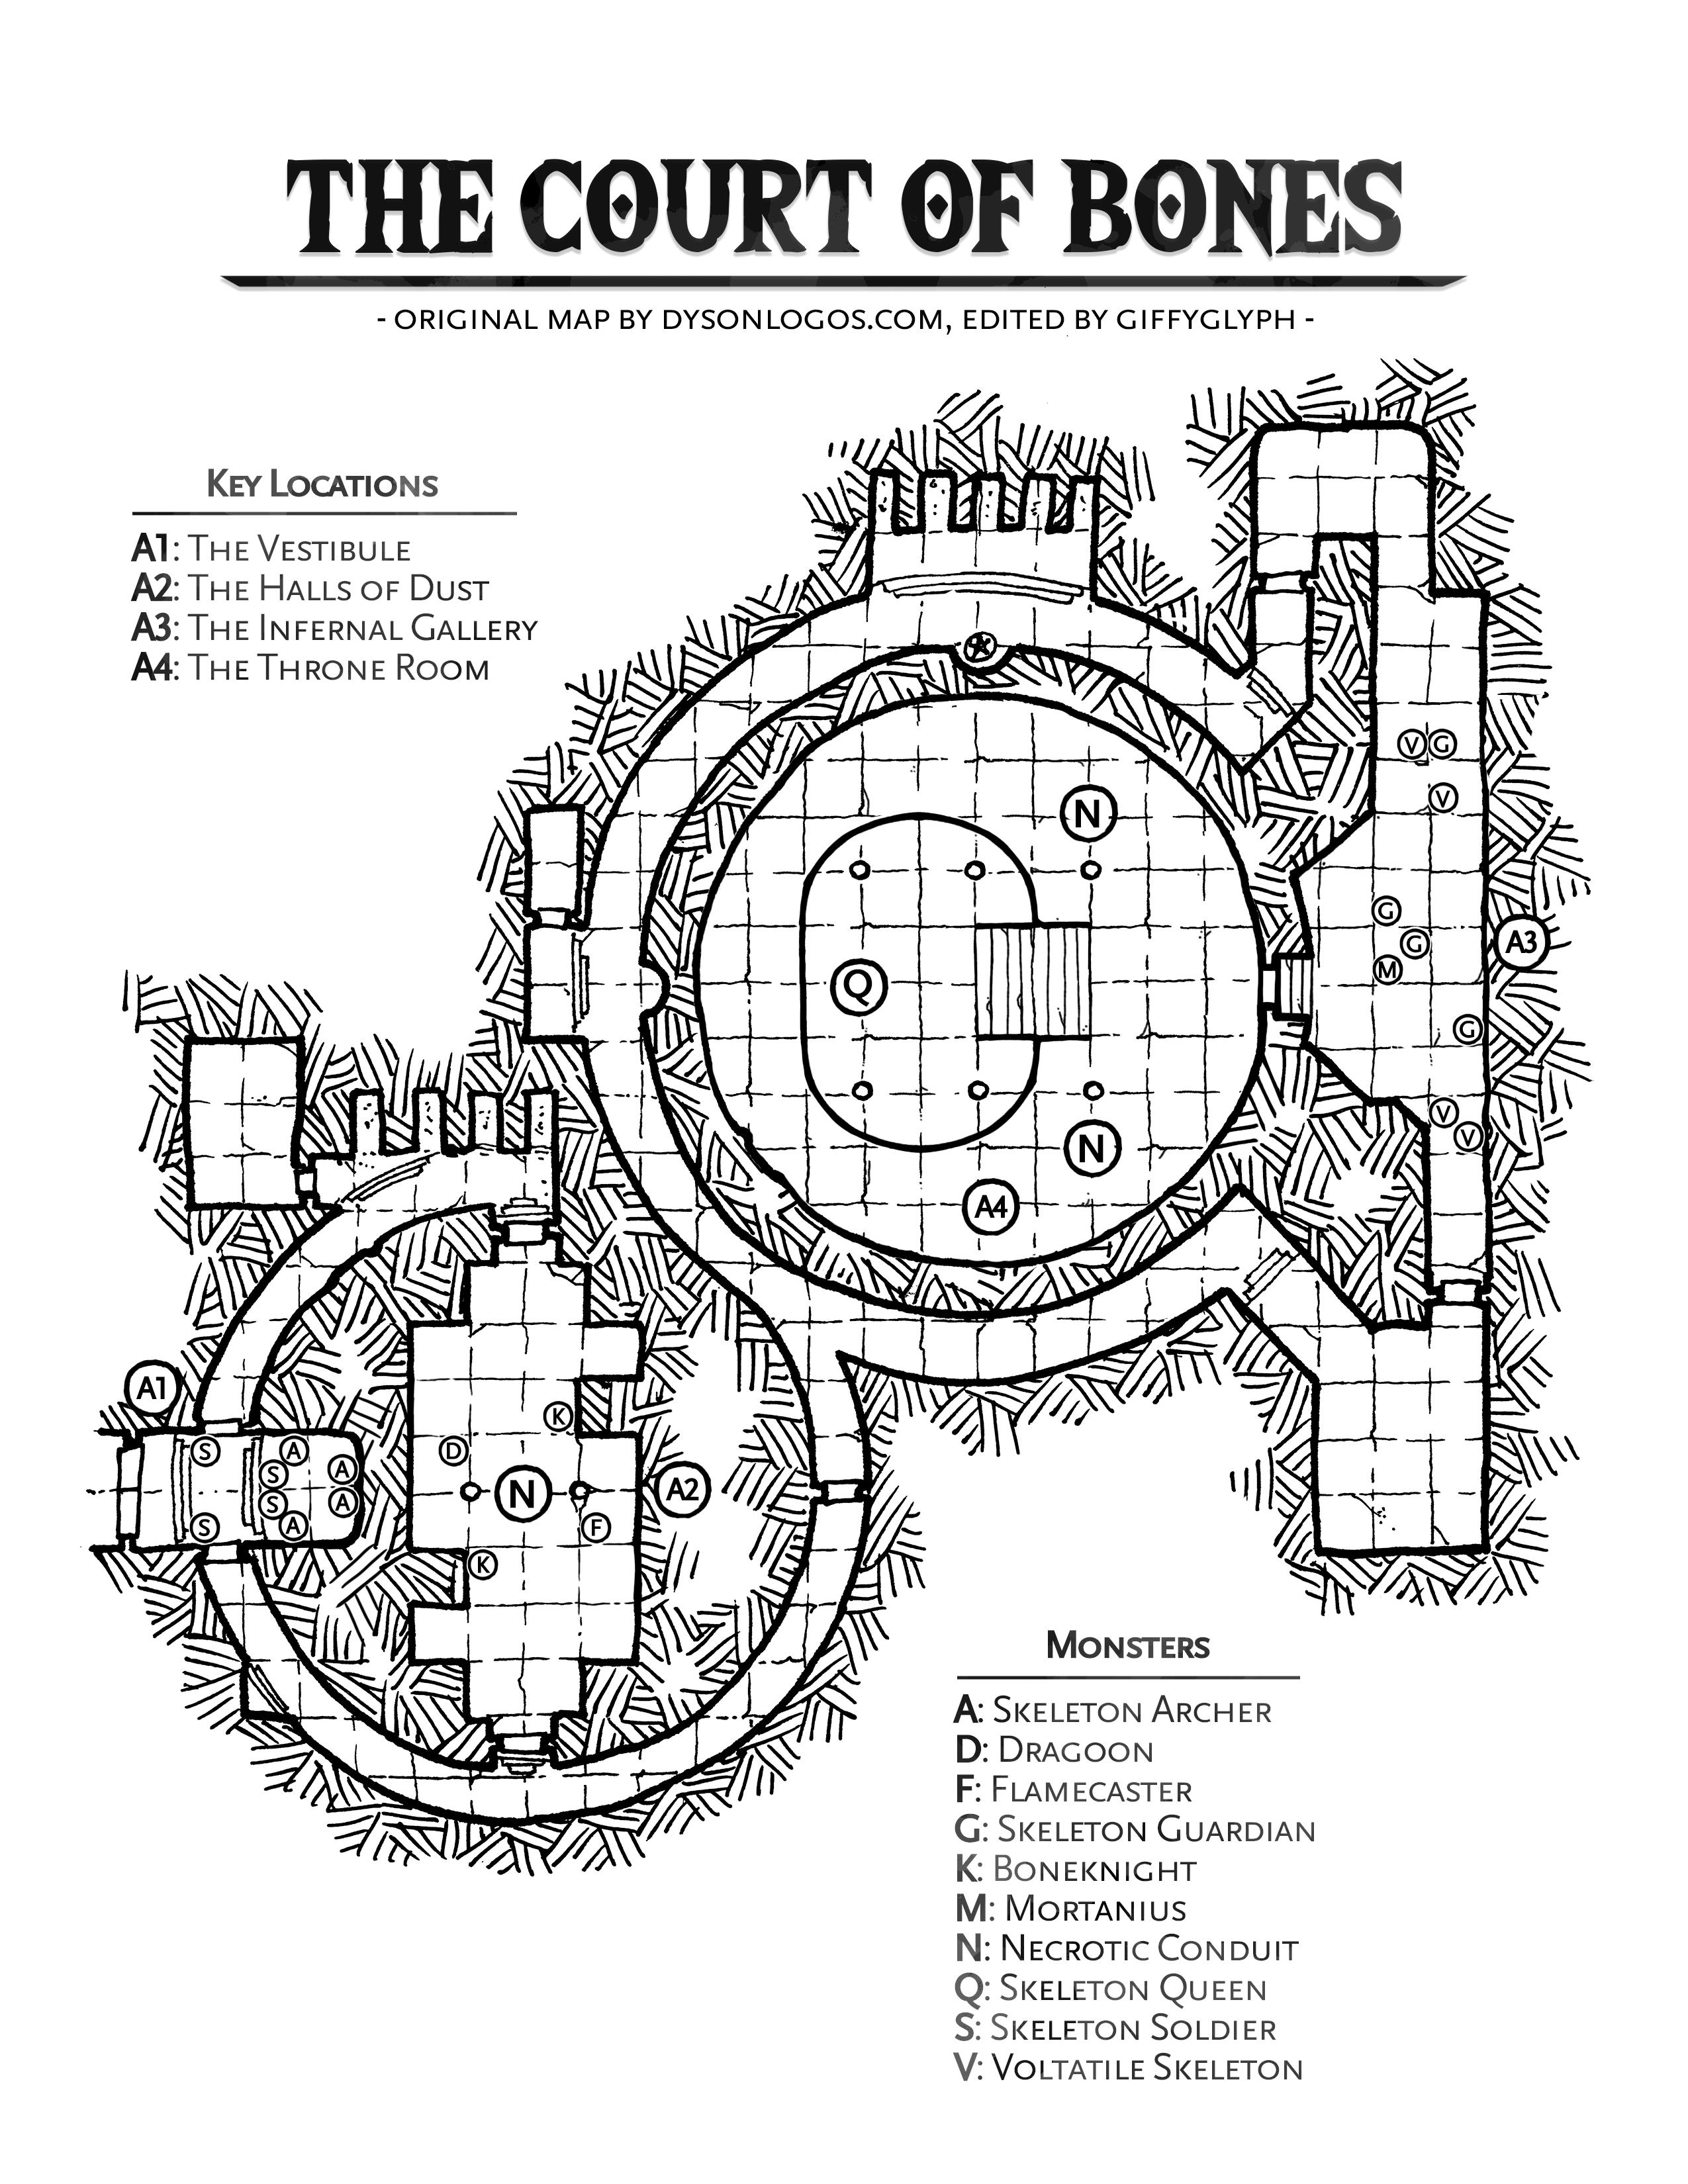 THE COURT OF BONES
- ORIGINAL MAP BY DYSONLOGOS.COM, EDITED BY GIFFYGLYPH -
KEY LOCATIONS
A1: THE VESTIBULE
A2: THE HALLS OF DUST
A3: THE INFERNAL GALLERY
A4: THE THRONE ROOM
V G
N
V
G
G
A3
M
Q
G
V
V
N
A4
A1
K
S A
D
S A
N
A2
S A
S A
F
K
MONSTERS
A: SKELETON ARCHER
D: DRAGOON
F: FLAMECASTER
G: SKELETON GUARDIAN
K: BONEKNIGHT
M: MORTANIUS
N: NECROTIC CONDUIT
Q: SKELETON QUEEN
S: SKELETON SOLDIER
V: VOLTATILE SKELETON